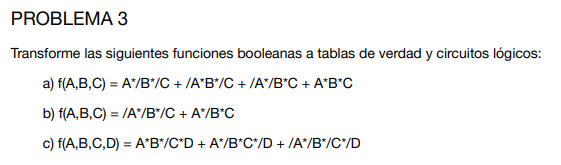 PROBLEMA 3
Transforme las siguientes funciones booleanas a tablas de verdad y circuitos lógicos:
a) f(A,B,C) = A*/B*/C + /A*B*/C + /A*/B*C + A*B*C
b) f(A,B,C) = /A*/B*/C + A*/B*C
c) f(A,B,C,D) = A*B*/C*D + A*/B*C*/D + /A*/B*/C*/D